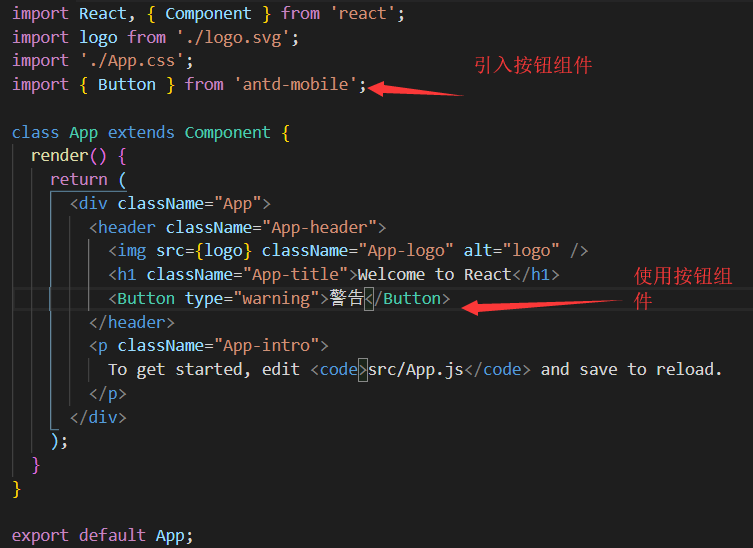 import React, { Component } from 'react';
import logo from './logo.svg';
import './App.css';
import { Button } from 'antd-mobile';
引入按钮组件
class App extends Component {
render() {
return (
<div className="App">
<header className="App-header">
<img src={logo} className="App-logo" alt="logo" />
<h1 className="App-title">Welcome to React</h1>
<Button type="warning">警告</Button>
使用按钮组
件
</header>
<p className="App-intro">
To get started, edit <code>src/App.js</code> and save to reload.
</p>
</div>
);
}
}
export default App;